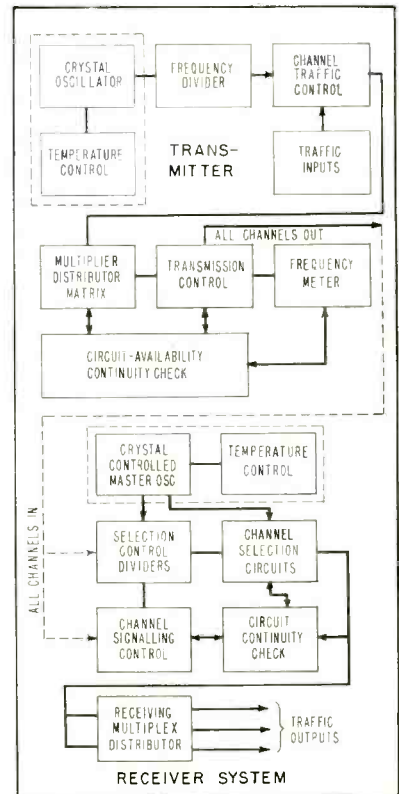 CRYSTAL
OSCILLATOR
FREQUENCY
DIVIDER
CHANNEL
TRAFFIC
CONTROL
TEMPERATURE
CONTROL
TRANS-
MITTER
TRAFFIC
INPUTS
ALL CHANNELS OUT
MULTIPLIER
DISTRIBUTOR
MATRIX
TRANSMISSION
CONTROL
FREQUENCY
METER
CIRCUIT-AVAILABILITY
CONTINUITY CHECK
CRYSTAL
CONTROLLED
MASTER OSC
TEMPERATURE
CONTROL
ALL CHANNELS IN
SELECTION
CONTROL
DIVIDERS
CHANNEL
SELECTION
CIRCUITS
CHANNEL
SIGNALLING
CONTROL
CIRCUIT
CONTINUITY
CHECK
RECEIVING
MULTIPLEX
DISTRIBUTOR
TRAFFIC
OUTPUTS
RECEIVER SYSTEM